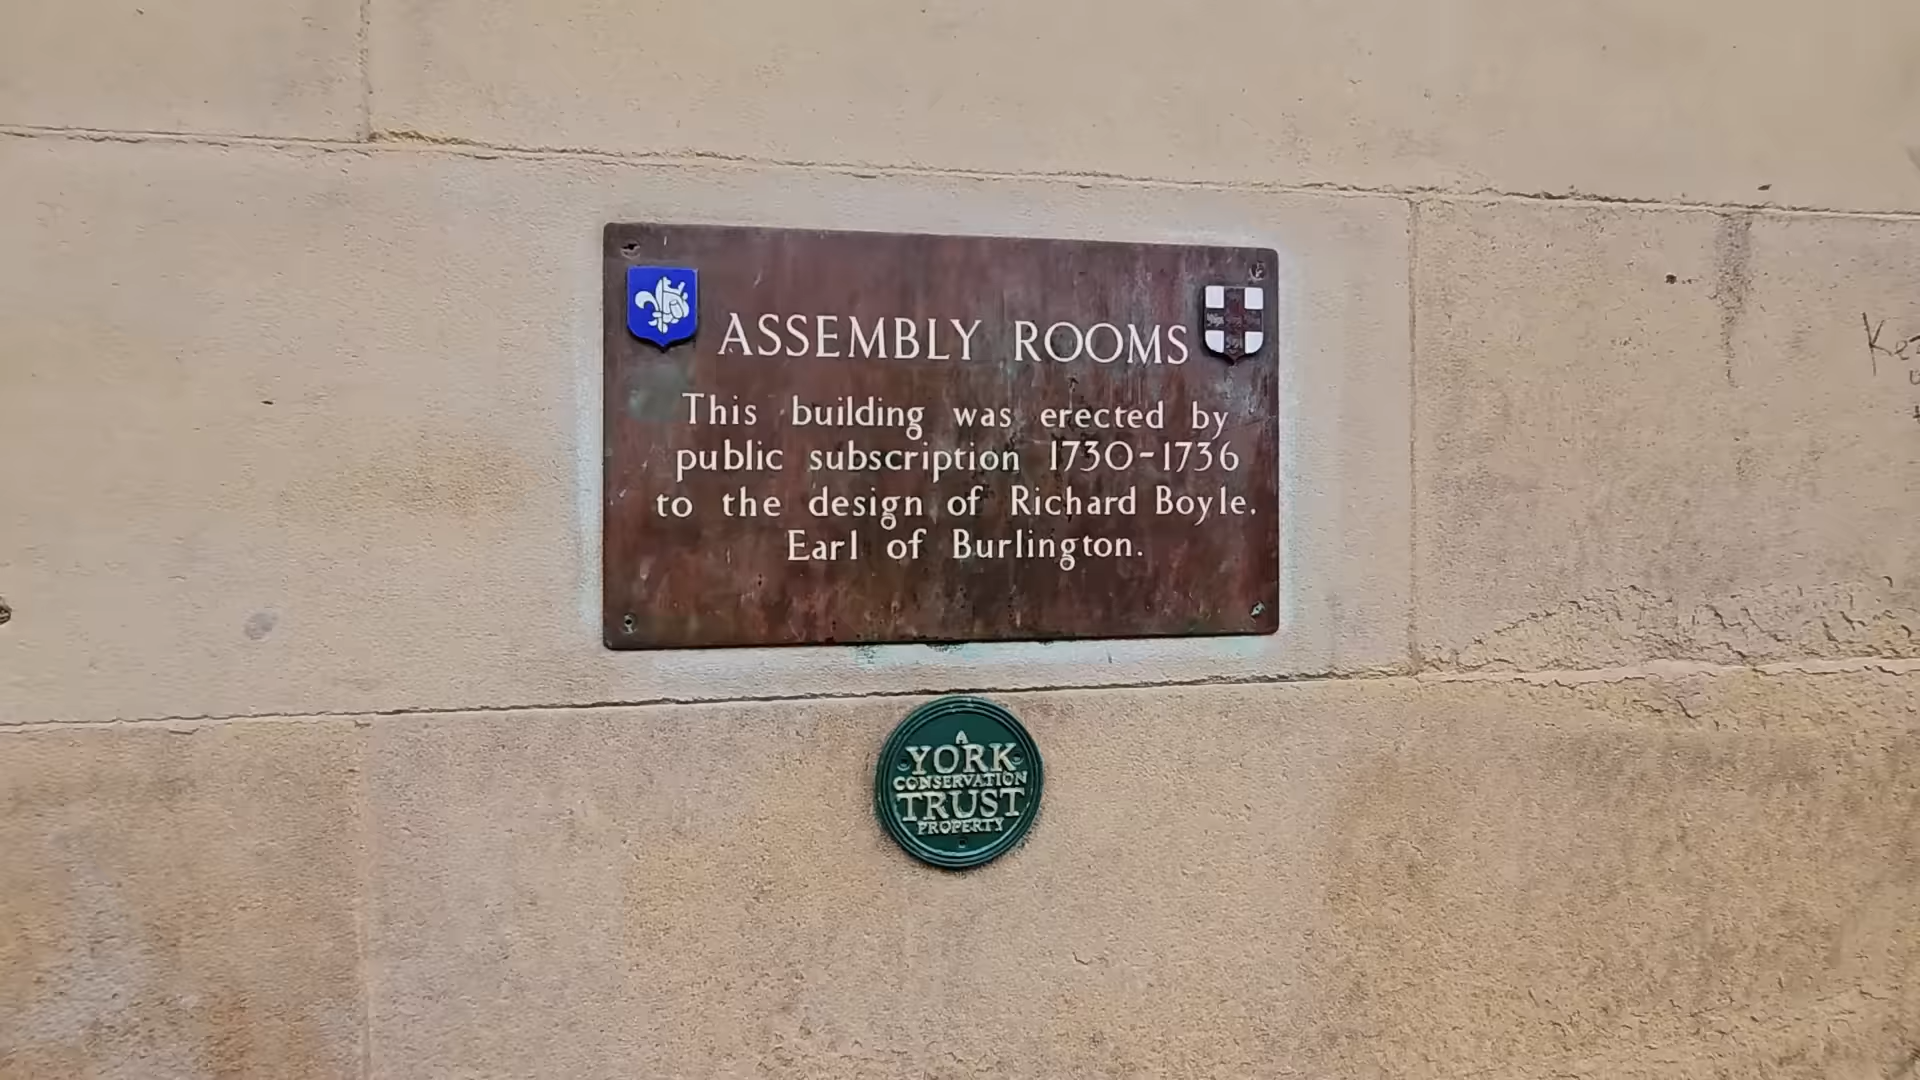 ASSEMBLY ROOMS
This building was erected by
public subscription 1730-1736
to the design of Richard Boyle.
Earl of Burlington.
A
YORK
CONSERVATION
TRUST
PROPERTY